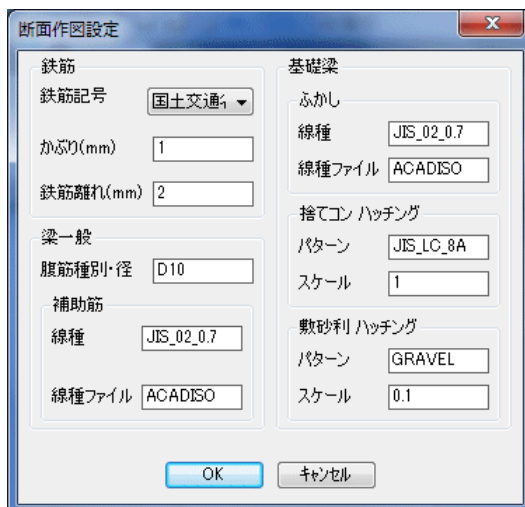 断面作図設定
鉄筋
鉄筋記号 国土交通
かぶり(mm) 1
鉄筋離れ(mm) 2
梁一般
腹筋種別・径 D10
補助筋
線種 JIS_02_0.7
線種ファイル ACADISO
基礎梁
ふかし
線種 JIS_02_0.7
線種ファイル ACADISO
捨てコン ハッチング
パターン JIS_LC_8A
スケール 1
敷砂利 ハッチング
パターン GRAVEL
スケール 0.1
OK キャンセル